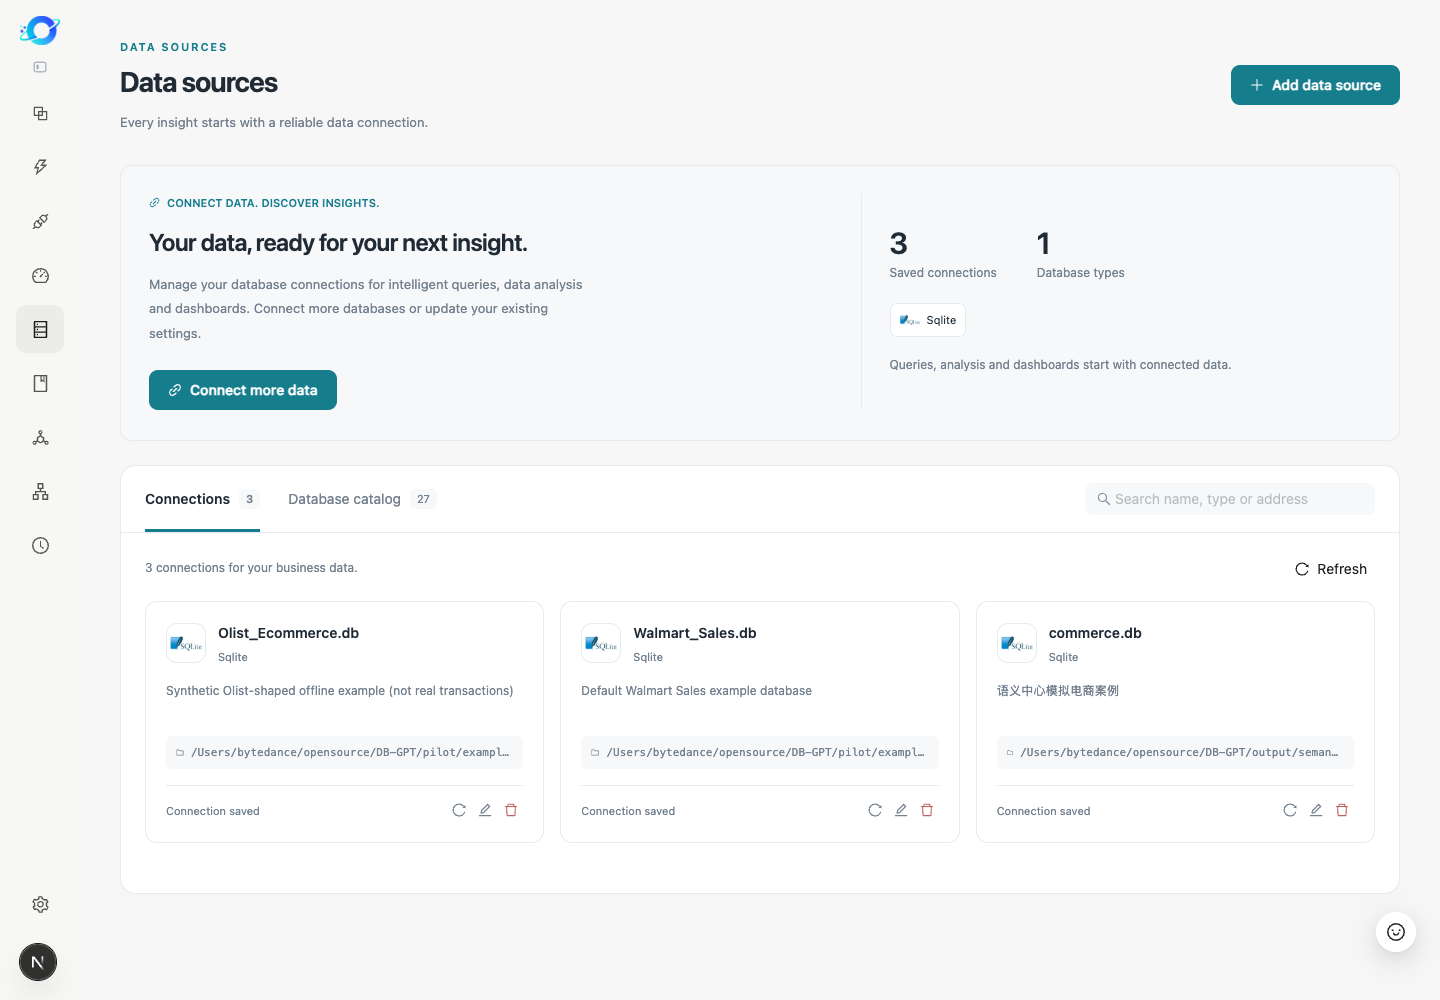 DATA SOURCES
Data sources
Every insight starts with a reliable data connection.
Add data source
CONNECT DATA. DISCOVER INSIGHTS.
Your data, ready for your next insight.
Manage your database connections for intelligent queries, data analysis
and dashboards. Connect more databases or update your existing
settings.
Connect more data
3
Saved connections
1
Database types
SQLite Sqlite
Queries, analysis and dashboards start with connected data.
Connections 3
Database catalog 27
Search name, type or address
3 connections for your business data.
Refresh
SQLite
Olist_Ecommerce.db
Sqlite
Synthetic Olist-shaped offline example (not real transactions)
/Users/bytedance/opensource/DB-GPT/pilot/exampl…
Connection saved
SQLite
Walmart_Sales.db
Sqlite
Default Walmart Sales example database
/Users/bytedance/opensource/DB-GPT/pilot/exampl…
Connection saved
SQLite
commerce.db
Sqlite
语义中心模拟电商案例
/Users/bytedance/opensource/DB-GPT/output/seman…
Connection saved
N